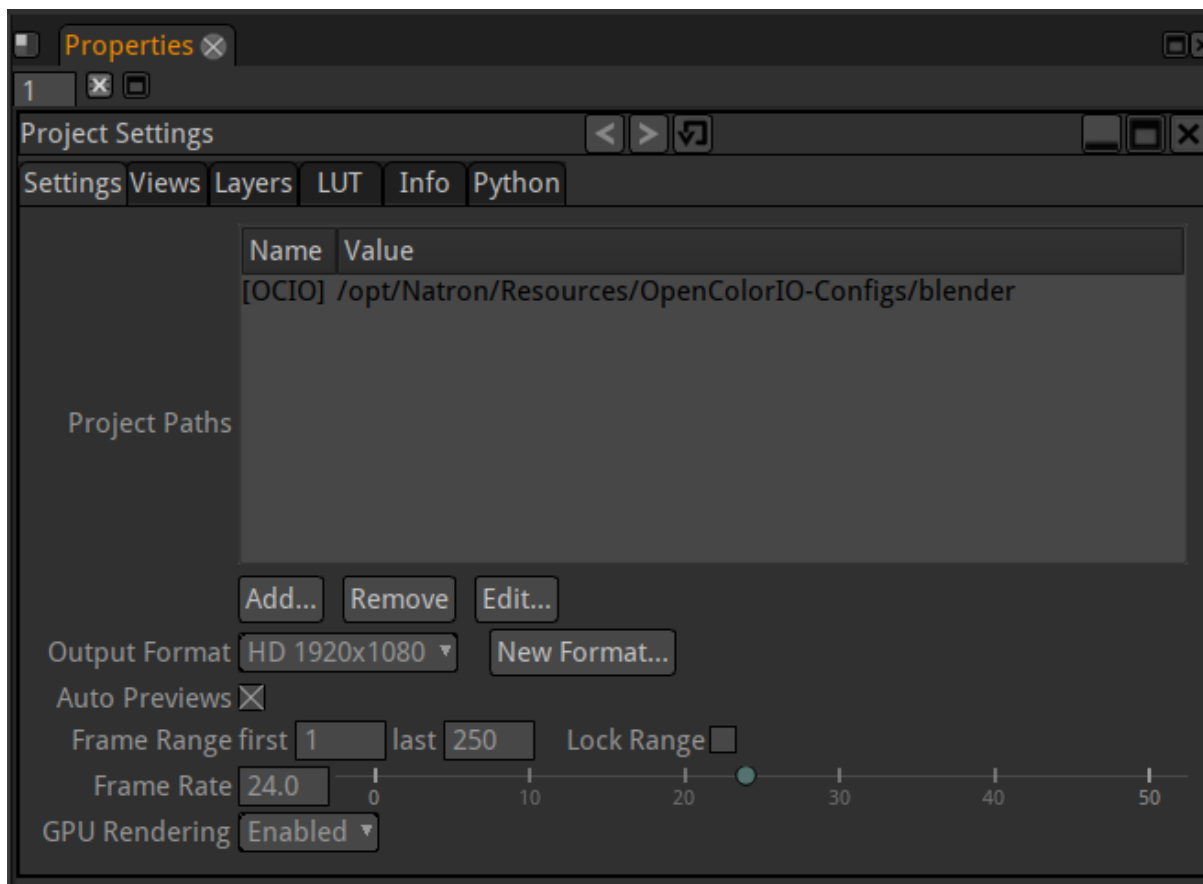 Properties
1
Project Settings
Settings Views Layers LUT Info Python
Name Value
[OCIO] /opt/Natron/Resources/OpenColorIO-Configs/blender
Project Paths
Add... Remove Edit...
Output Format HD 1920x1080 New Format...
Auto Previews
Frame Range first 1 last 250 Lock Range
Frame Rate 24.0 0 10 20 30 40 50
GPU Rendering Enabled